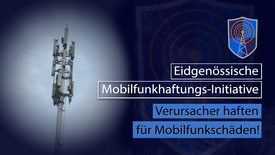 Eidgenössische
Mobilfunkhaftungs-Initiative
Verursacher haften
für Mobilfunkschäden!